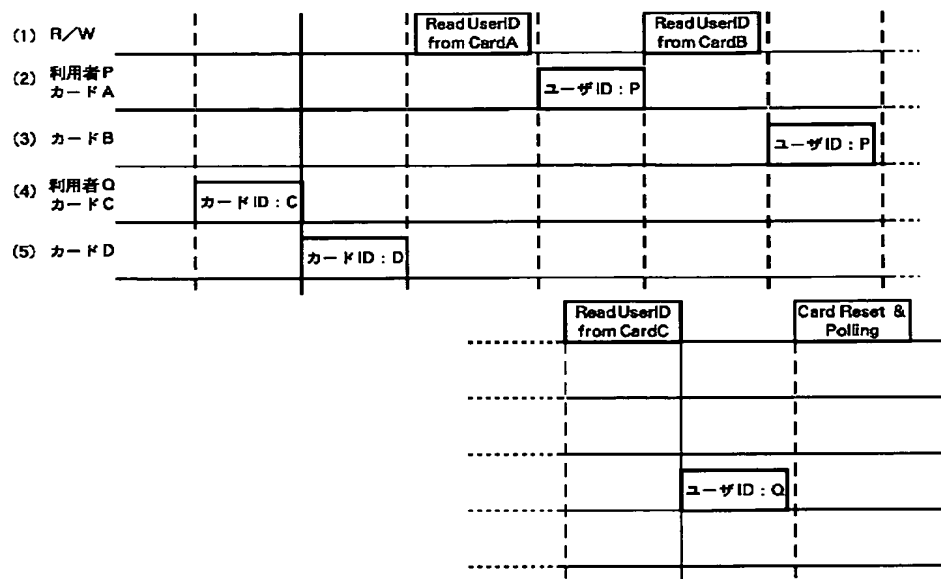 (1) R/W
Read UserID
from CardA
Read UserID
from CardB
(2) 利用者P
カードA
ユーザID:P
(3) カードB
ユーザID:P
(4) 利用者Q
カードC
カードID:C
(5) カードD
カードID:D
Read UserID
from CardC
Card Reset &
Polling
ユーザID:Q